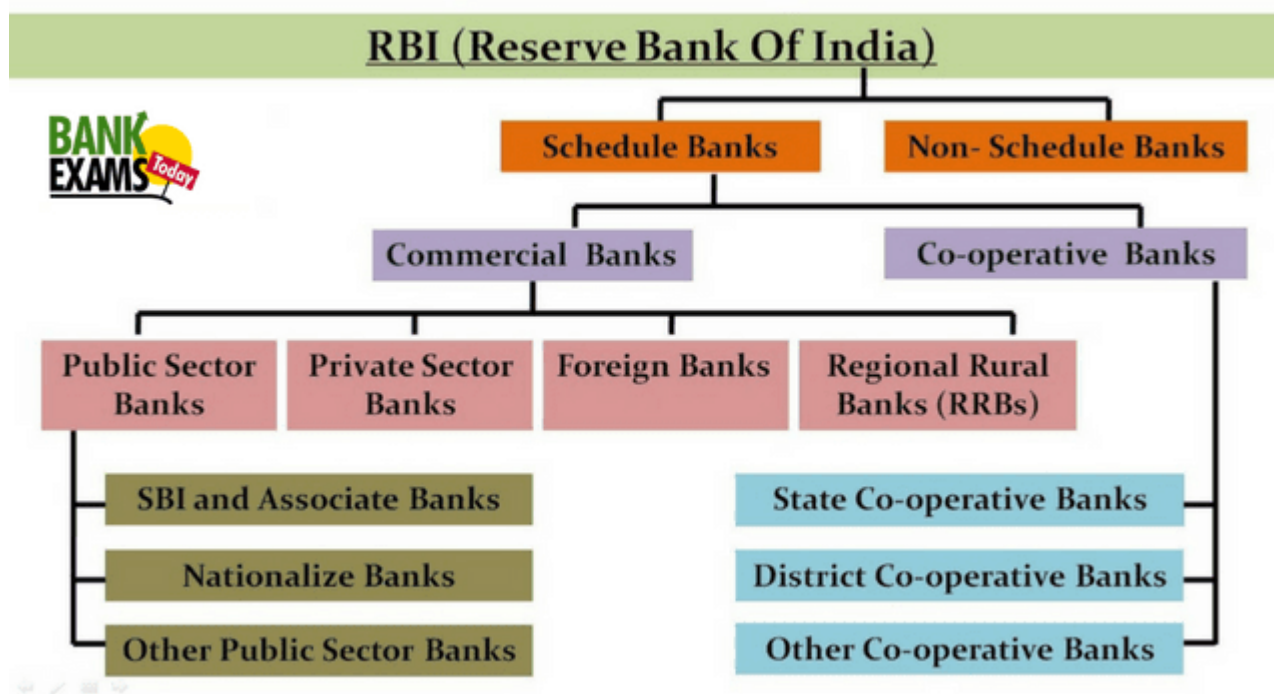 RBI (Reserve Bank Of India)
BANK
EXAMS
Today
Schedule Banks
Non- Schedule Banks
Commercial Banks
Co-operative Banks
Public Sector
Banks
Private Sector
Banks
Foreign Banks
Regional Rural
Banks (RRBs)
SBI and Associate Banks
Nationalize Banks
Other Public Sector Banks
State Co-operative Banks
District Co-operative Banks
Other Co-operative Banks